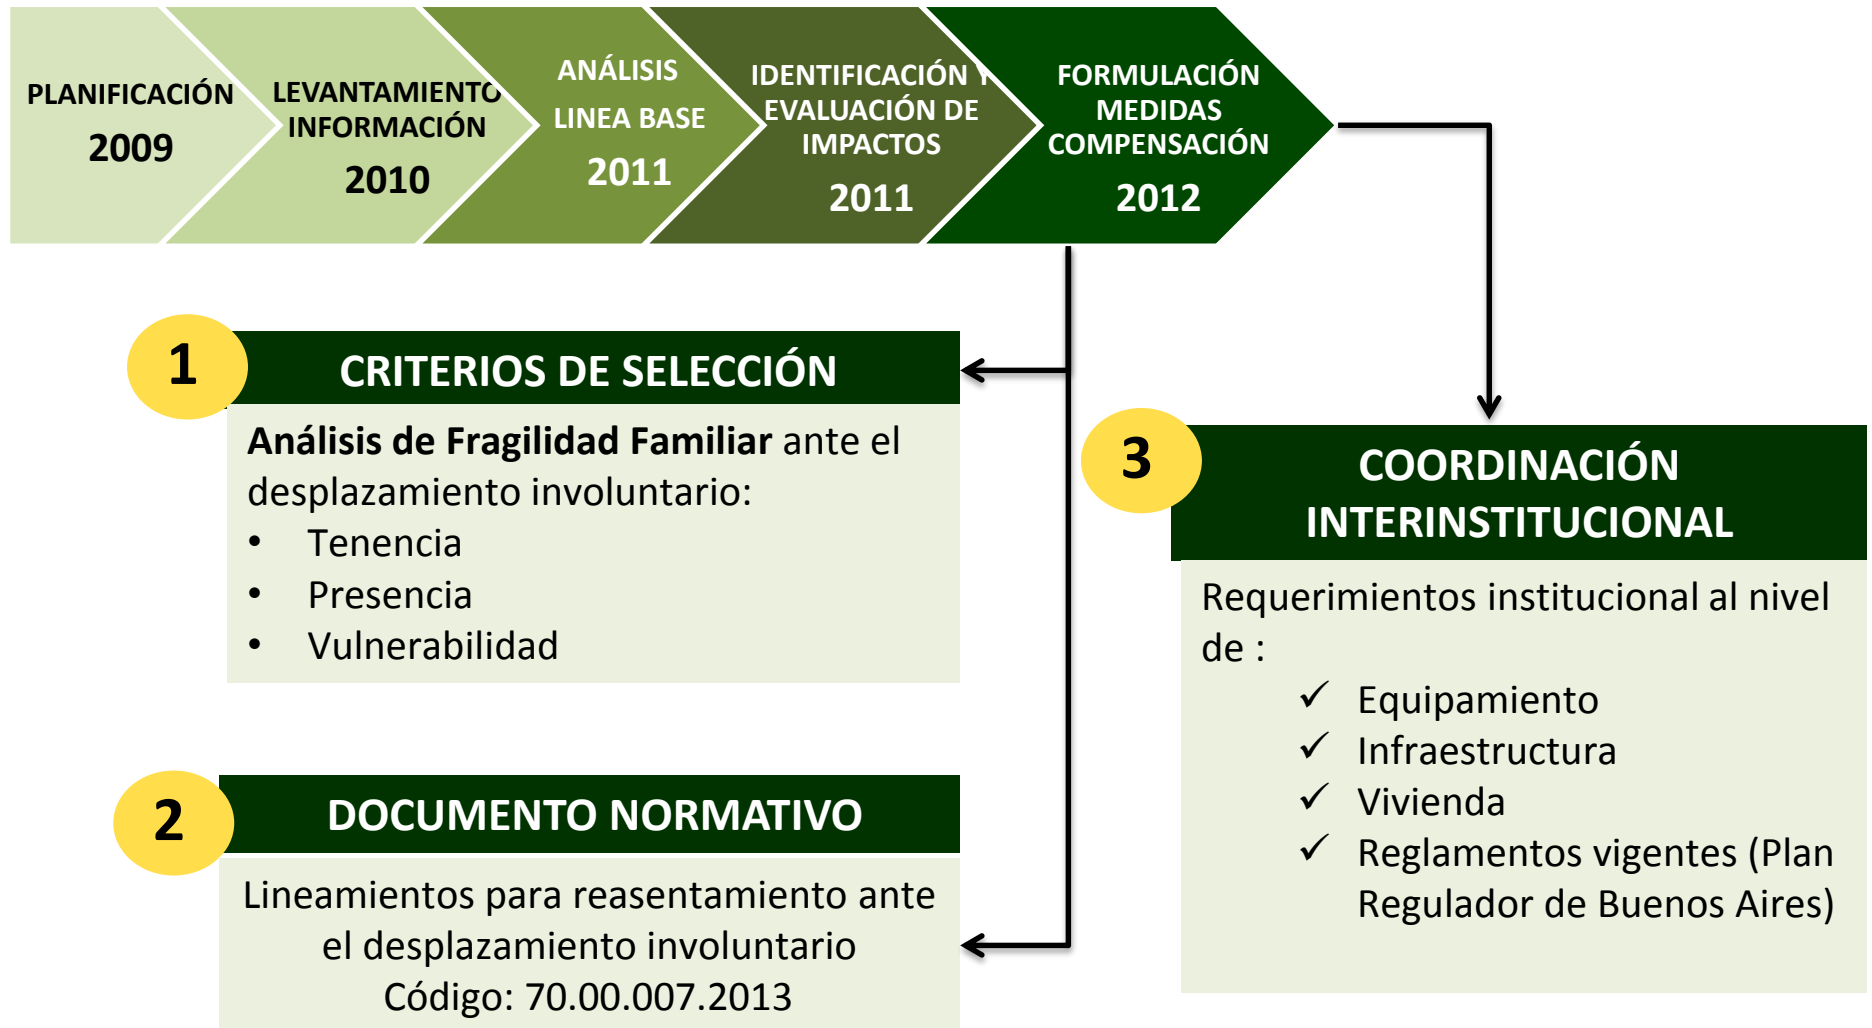 PLANIFICACIÓN
2009
LEVANTAMIENTO
INFORMACIÓN
2010
ANÁLISIS
LINEA BASE
2011
IDENTIFICACIÓN Y
EVALUACIÓN DE
IMPACTOS
2011
FORMULACIÓN
MEDIDAS
COMPENSACIÓN
2012
1
CRITERIOS DE SELECCIÓN
Análisis de Fragilidad Familiar ante el
desplazamiento involuntario:
• Tenencia
• Presencia
• Vulnerabilidad
2
DOCUMENTO NORMATIVO
Lineamientos para reasentamiento ante
el desplazamiento involuntario
Código: 70.00.007.2013
3
COORDINACIÓN
INTERINSTITUCIONAL
Requerimientos institucional al nivel
de :
✓ Equipamiento
✓ Infraestructura
✓ Vivienda
✓ Reglamentos vigentes (Plan
Regulador de Buenos Aires)